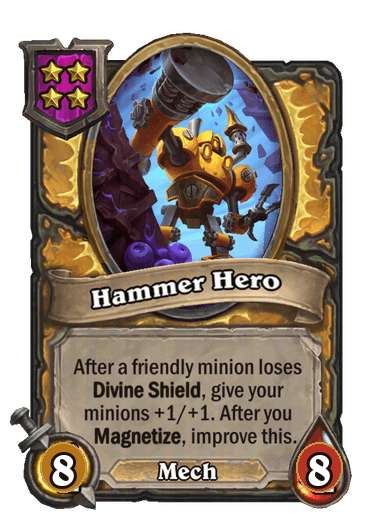 Hammer Hero
After a friendly minion loses
Divine Shield, give your
minions +1/+1. After you
Magnetize, improve this.
8
Mech
8